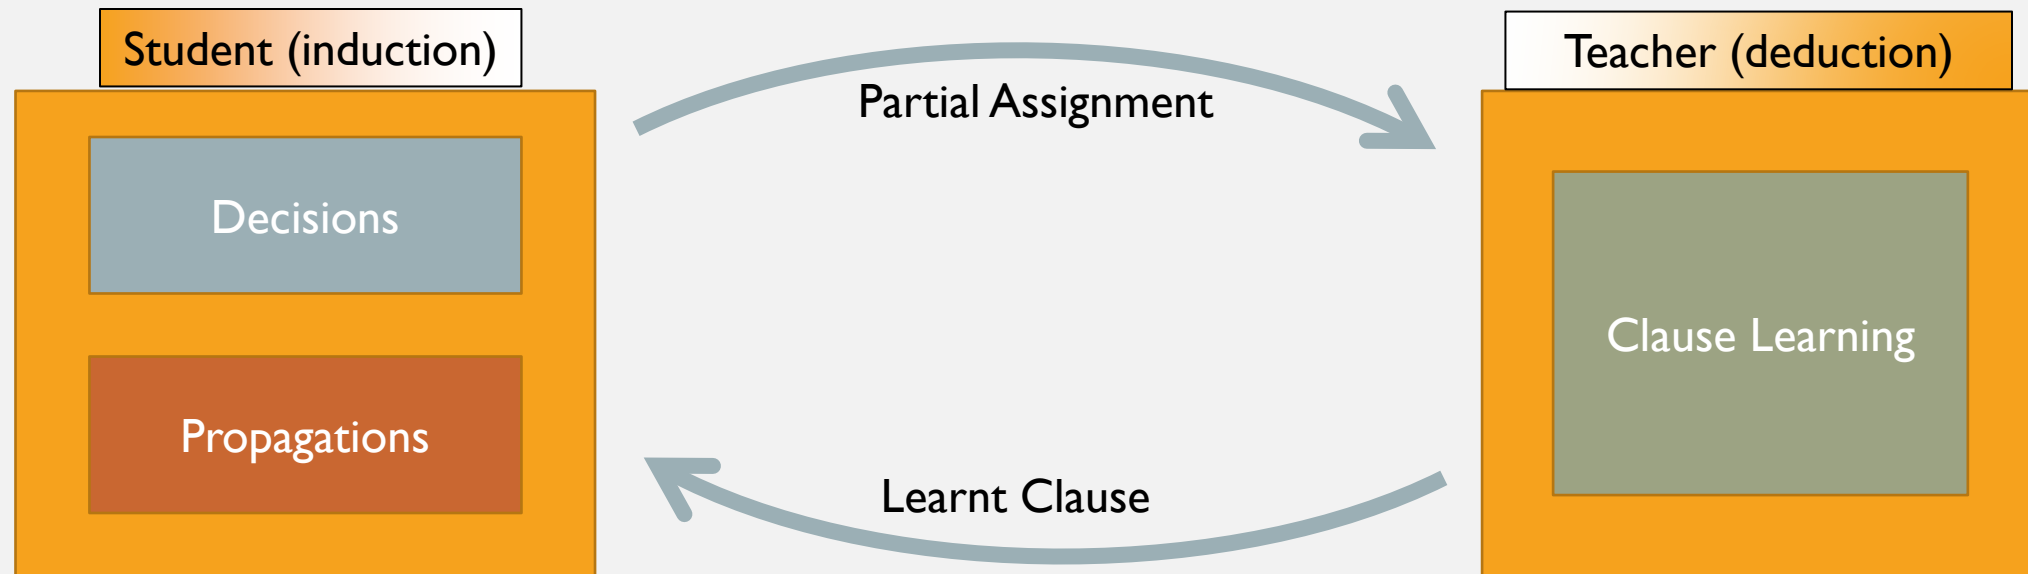 Student (induction)
Partial Assignment
Teacher (deduction)
Decisions
Propagations
Clause Learning
Learnt Clause